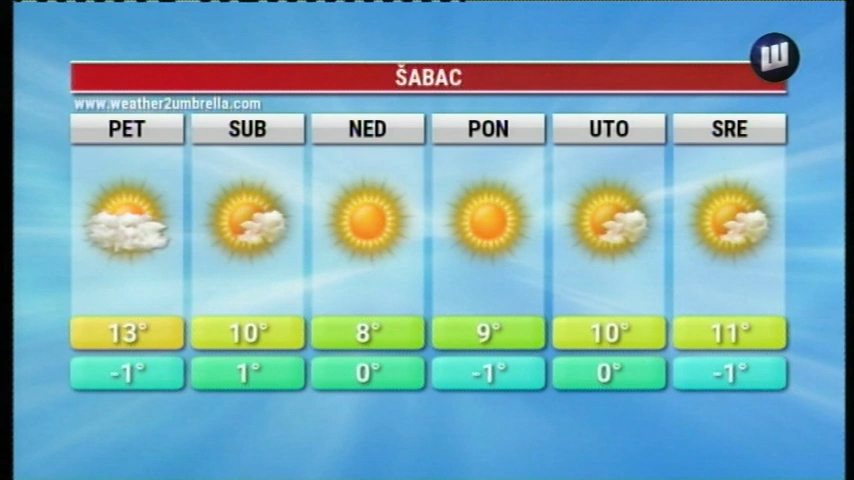 ŠABAC
Ш
www.weather2umbrella.com
PET SUB NED PON UTO SRE
13° 10° 8° 9° 10° 11°
-1° 1° 0° -1° 0° -1°